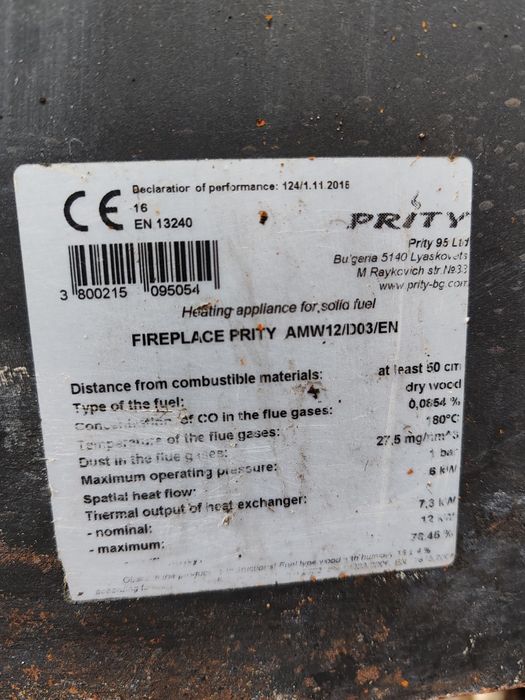 CE
Declaration of performance: 124/1.11.2016
16
EN 13240
PRITY
Prity 95 Ltd
Bulgaria 5140 Lyaskovets
M.Raykovich str.№33
www.prity-bg.com
3 800215 095054
Heating appliance for solid fuel
FIREPLACE PRITY AMW12/D03/EN
Distance from combustible materials: at least 50 cm
Type of the fuel: dry wood
Concentration of CO in the flue gases: 0,0854 %
Temperature of the flue gases: 180°C
Dust in the flue gases: 27,5 mg/nm^3
Maximum operating pressure: 1 bar
Spatial heat flow: 6 kW
Thermal output of heat exchanger:
- nominal: 7,3 kW
- maximum: 12 kW
78,46 %